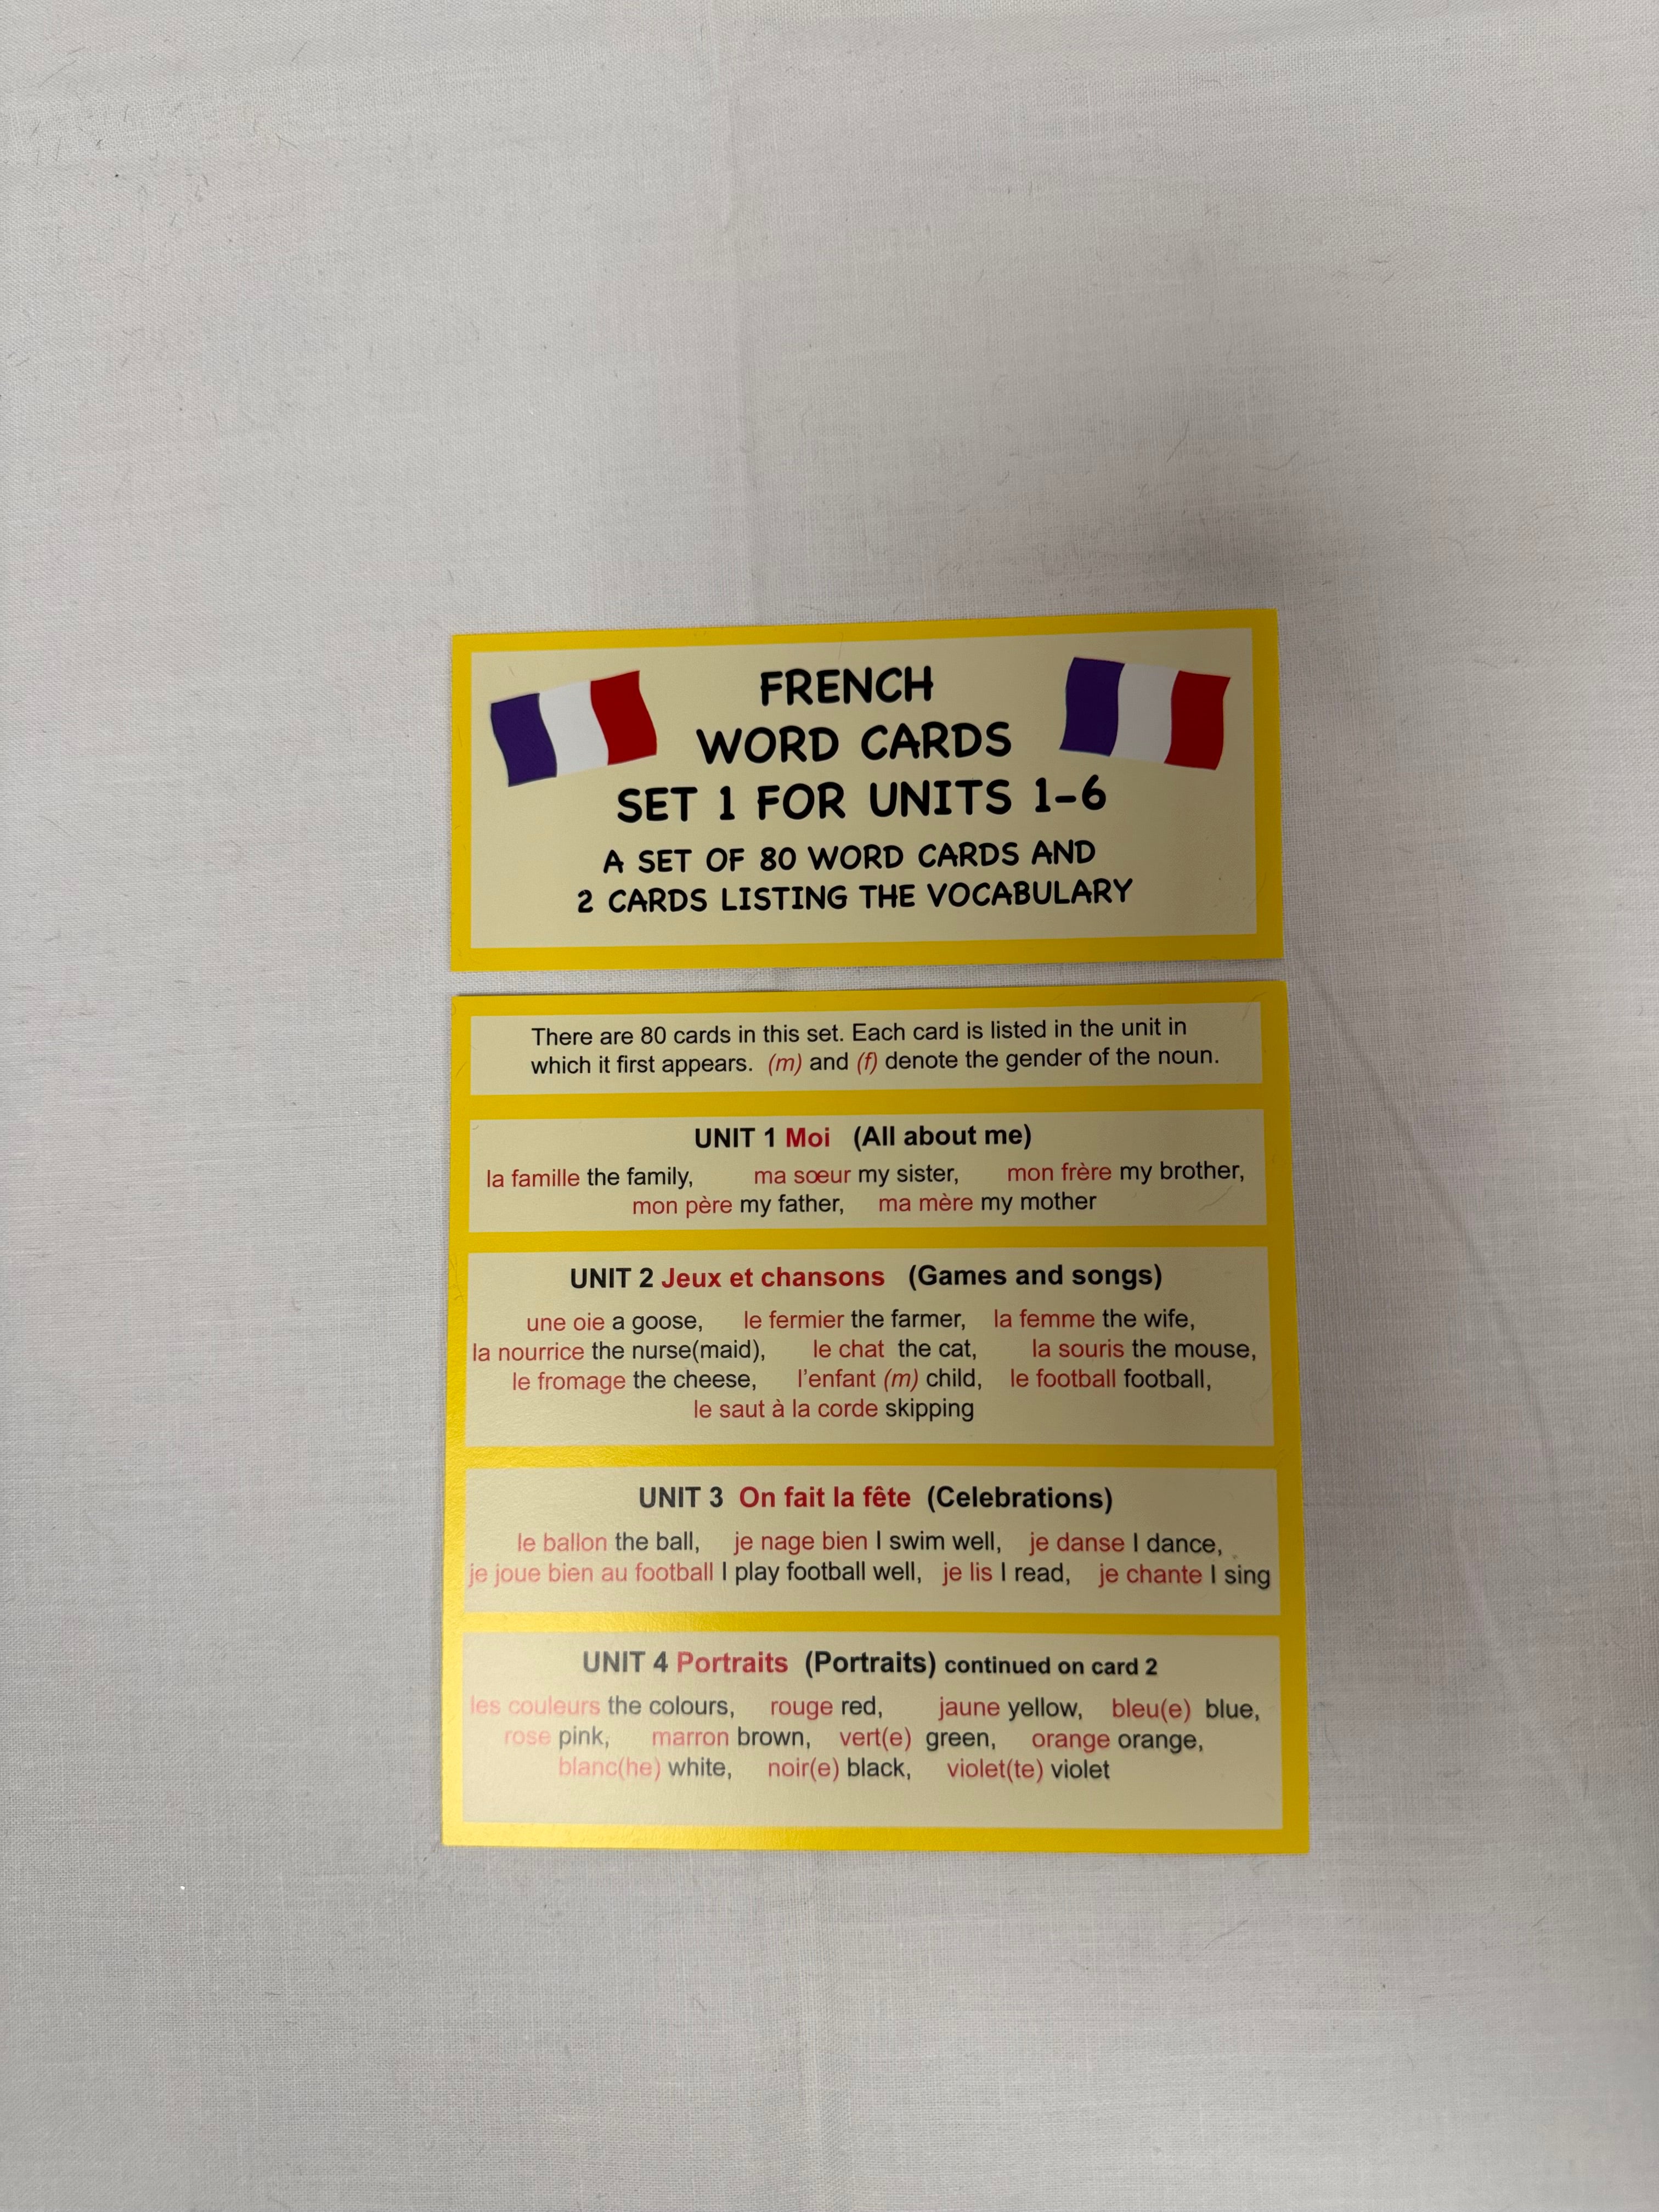 FRENCH
WORD CARDS
SET 1 FOR UNITS 1-6
A SET OF 80 WORD CARDS AND
2 CARDS LISTING THE VOCABULARY
There are 80 cards in this set. Each card is listed in the unit in
which it first appears. (m) and (f) denote the gender of the noun.
UNIT 1 Moi (All about me)
la famille the family, ma sœur my sister, mon frère my brother,
mon père my father, ma mère my mother
UNIT 2 Jeux et chansons (Games and songs)
une oie a goose, le fermier the farmer, la femme the wife,
la nourrice the nurse(maid), le chat the cat, la souris the mouse,
le fromage the cheese, l'enfant (m) child, le football football,
le saut à la corde skipping
UNIT 3 On fait la fête (Celebrations)
le ballon the ball, je nage bien I swim well, je danse I dance,
je joue bien au football I play football well, je lis I read, je chante I sing
UNIT 4 Portraits (Portraits) continued on card 2
les couleurs the colours, rouge red, jaune yellow, bleu(e) blue,
rose pink, marron brown, vert(e) green, orange orange,
blanc(he) white, noir(e) black, violet(te) violet